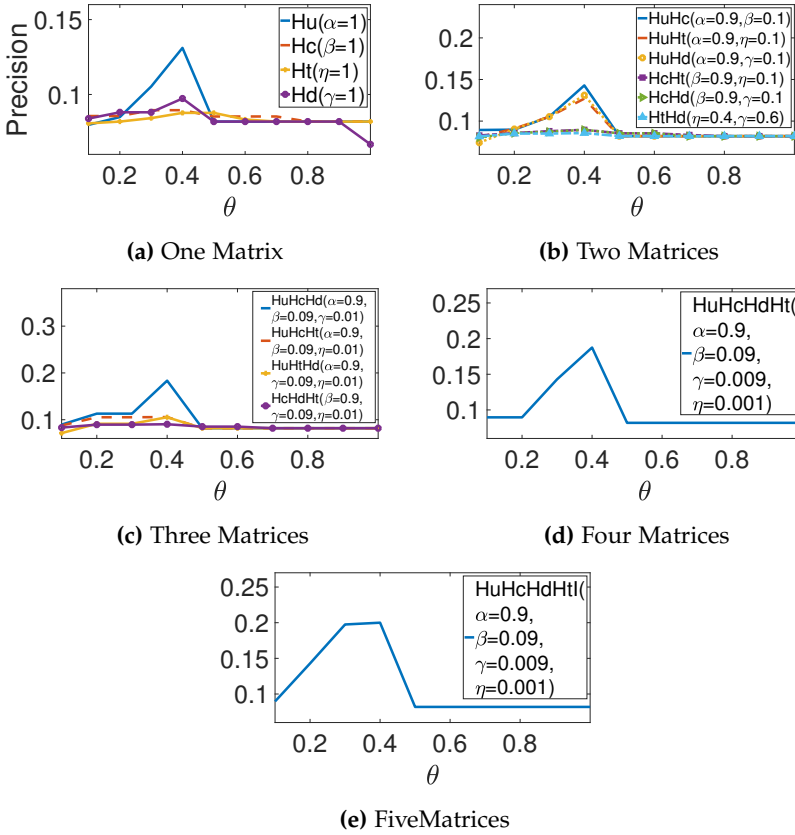 Precision
0.15
0.1
Hu(α=1)
Hc(β=1)
Ht(η=1)
Hd(γ=1)
0.2 0.4 0.6 0.8
θ
(a) One Matrix
0.2
0.15
0.1
HuHc(α=0.9,β=0.1)
HuHt(α=0.9,η=0.1)
HuHd(α=0.9,γ=0.1)
HcHt(β=0.9,η=0.1)
HcHd(β=0.9,γ=0.1
HtHd(η=0.4,γ=0.6)
0.2 0.4 0.6 0.8
θ
(b) Two Matrices
0.3
0.2
0.1
HuHcHd(α=0.9,
β=0.09,γ=0.01)
HuHcHt(α=0.9,
β=0.09,η=0.01)
HuHtHd(α=0.9,
γ=0.09,η=0.01)
HcHdHt(β=0.9,
γ=0.09,η=0.01)
0.2 0.4 0.6 0.8
θ
(c) Three Matrices
0.25
0.2
0.15
0.1
HuHcHdHt(
α=0.9,
β=0.09,
γ=0.009,
η=0.001)
0.2 0.4 0.6 0.8
θ
(d) Four Matrices
0.25
0.2
0.15
0.1
HuHcHdHtI(
α=0.9,
β=0.09,
γ=0.009,
η=0.001)
0.2 0.4 0.6 0.8
θ
(e) FiveMatrices